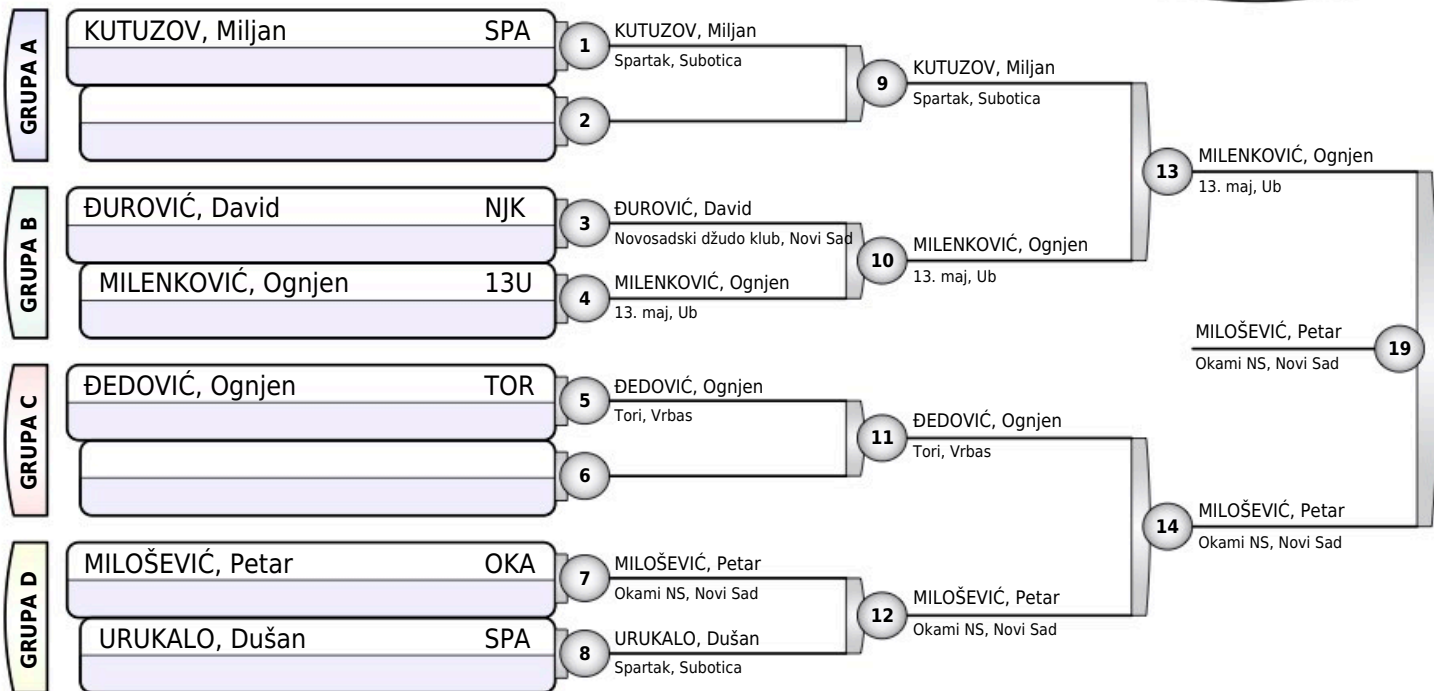 GRUPA A
KUTUZOV, Miljan SPA
1
KUTUZOV, Miljan
Spartak, Subotica
2
9
KUTUZOV, Miljan
Spartak, Subotica
GRUPA B
ĐUROVIĆ, David NJK
3
ĐUROVIĆ, David
Novosadski džudo klub, Novi Sad
MILENKOVIĆ, Ognjen 13U
4
MILENKOVIĆ, Ognjen
13. maj, Ub
10
MILENKOVIĆ, Ognjen
13. maj, Ub
13
MILENKOVIĆ, Ognjen
13. maj, Ub
GRUPA C
ĐEDOVIĆ, Ognjen TOR
5
ĐEDOVIĆ, Ognjen
Tori, Vrbas
6
11
ĐEDOVIĆ, Ognjen
Tori, Vrbas
GRUPA D
MILOŠEVIĆ, Petar OKA
7
MILOŠEVIĆ, Petar
Okami NS, Novi Sad
URUKALO, Dušan SPA
8
URUKALO, Dušan
Spartak, Subotica
12
MILOŠEVIĆ, Petar
Okami NS, Novi Sad
14
MILOŠEVIĆ, Petar
Okami NS, Novi Sad
MILOŠEVIĆ, Petar
Okami NS, Novi Sad
19